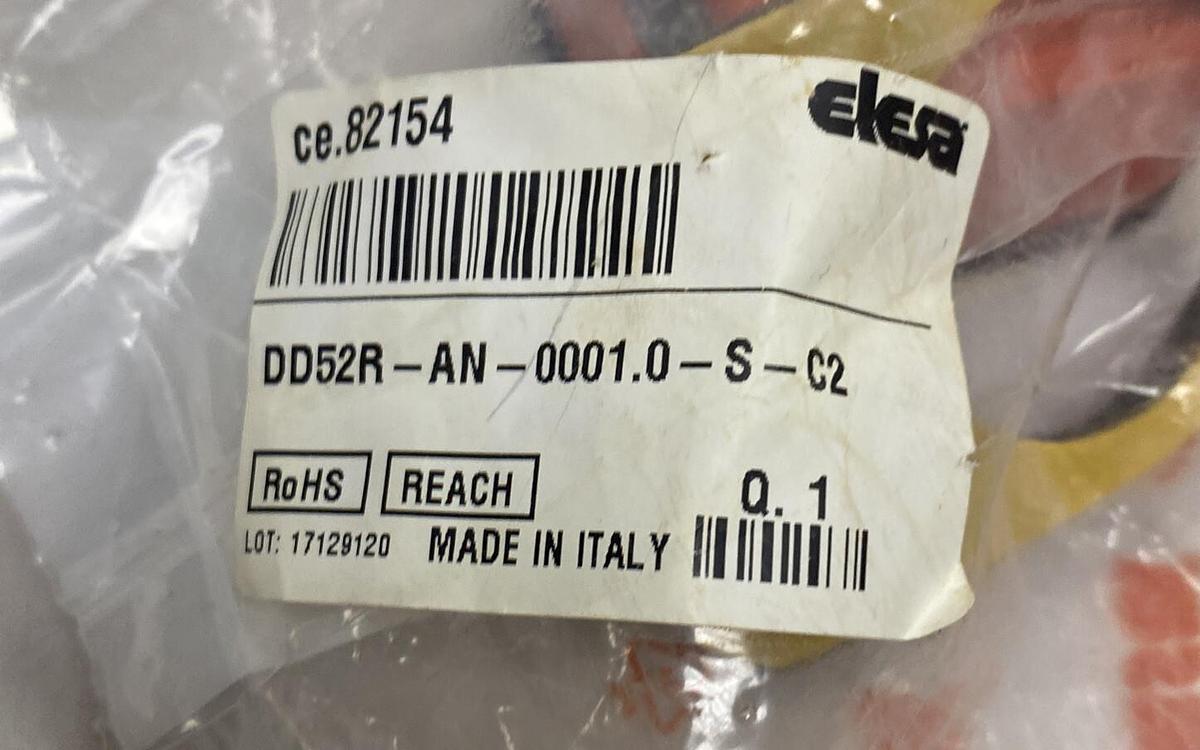 ce.82154
elesa
DD52R-AN-0001.0-S-C2
RoHS REACH
Q. 1
LOT: 17129120 MADE IN ITALY